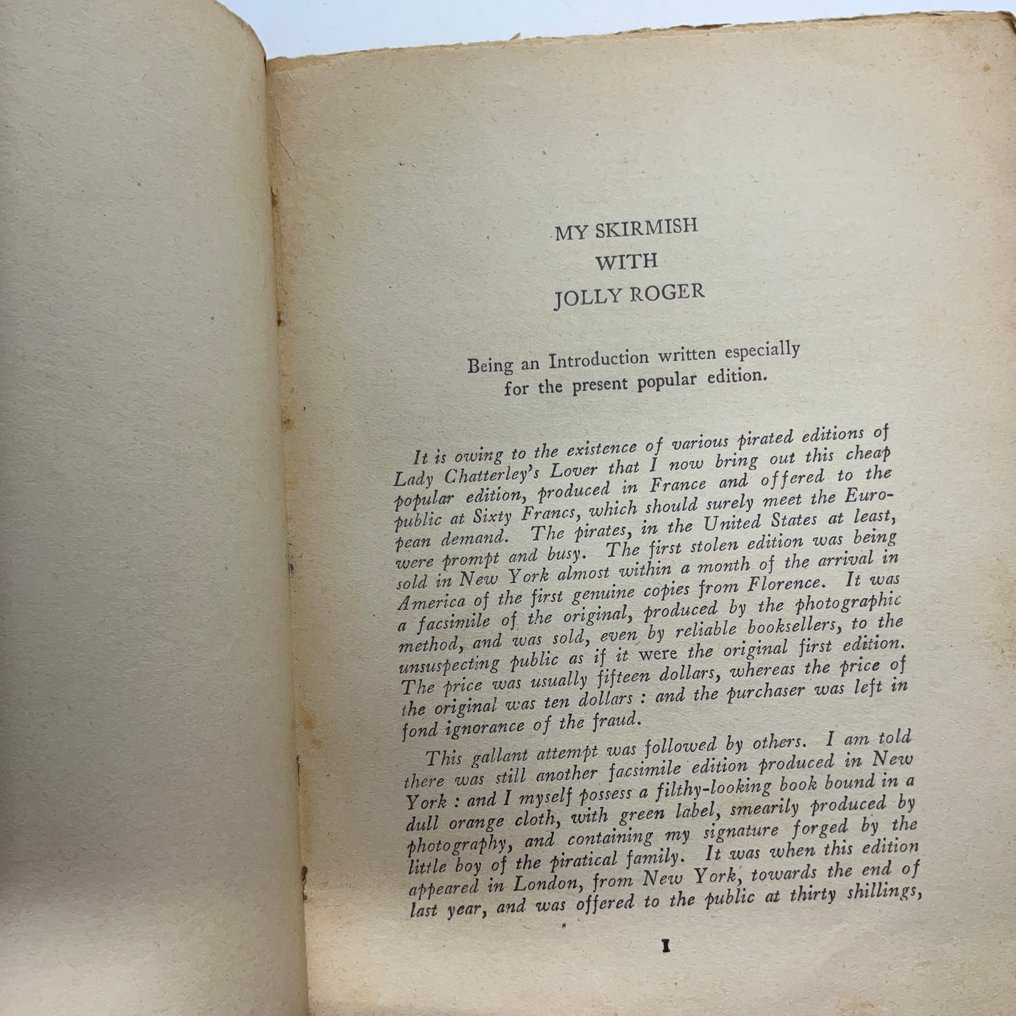 MY SKIRMISH
WITH
JOLLY ROGER
Being an Introduction written especially
for the present popular edition.
It is owing to the existence of various pirated editions of
Lady Chatterley's Lover that I now bring out this cheap
popular edition, produced in France and offered to the
public at Sixty Francs, which should surely meet the Euro-
pean demand. The pirates, in the United States at least,
were prompt and busy. The first stolen edition was being
sold in New York almost within a month of the arrival in
America of the first genuine copies from Florence. It was
a facsimile of the original, produced by the photographic
method, and was sold, even by reliable booksellers, to the
unsuspecting public as if it were the original first edition.
The price was usually fifteen dollars, whereas the price of
the original was ten dollars : and the purchaser was left in
fond ignorance of the fraud.
This gallant attempt was followed by others. I am told
there was still another facsimile edition produced in New
York : and I myself possess a filthy-looking book bound in a
dull orange cloth, with green label, smearily produced by
photography, and containing my signature forged by the
little boy of the piratical family. It was when this edition
appeared in London, from New York, towards the end of
last year, and was offered to the public at thirty shillings,
I